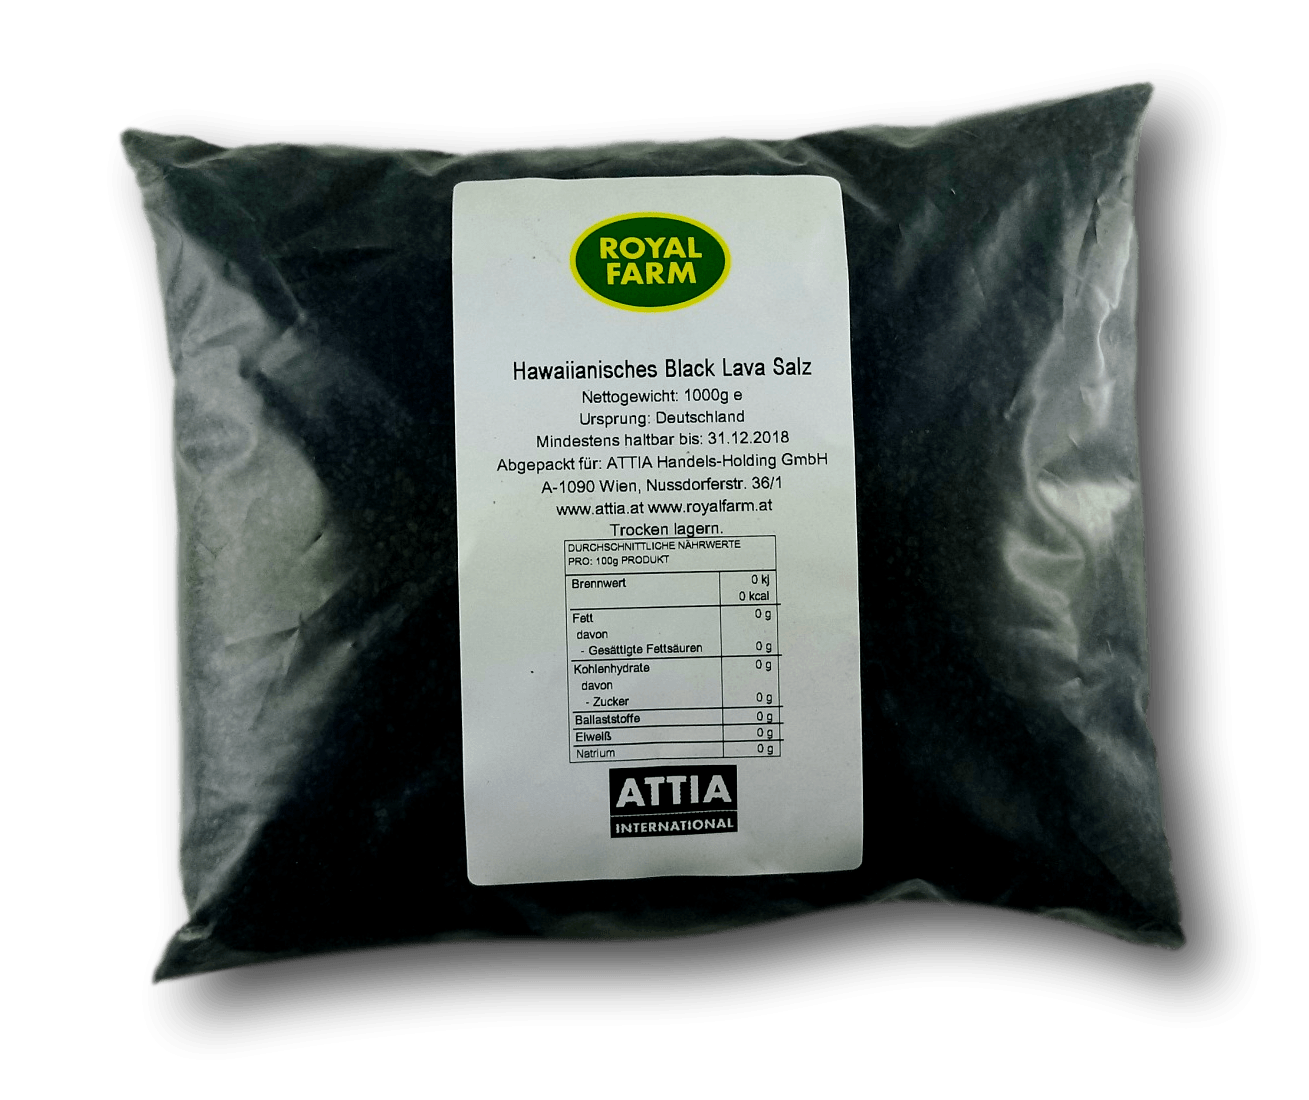 ROYAL
FARM
Hawaiianisches Black Lava Salz
Nettogewicht: 1000g e
Ursprung: Deutschland
Mindestens haltbar bis: 31.12.2018
Abgepackt für: ATTIA Handels-Holding GmbH
A-1090 Wien, Nussdorferstr. 36/1
www.attia.at www.royalfarm.at
Trocken lagern.
DURCHSCHNITTLICHE NÄHRWERTE
PRO: 100g PRODUKT
Brennwert 0 kj
0 kcal
Fett 0 g
davon
- Gesättigte Fettsäuren 0 g
Kohlenhydrate 0 g
davon
- Zucker 0 g
Ballaststoffe 0 g
Eiweiß 0 g
Natrium 0 g
ATTIA
INTERNATIONAL